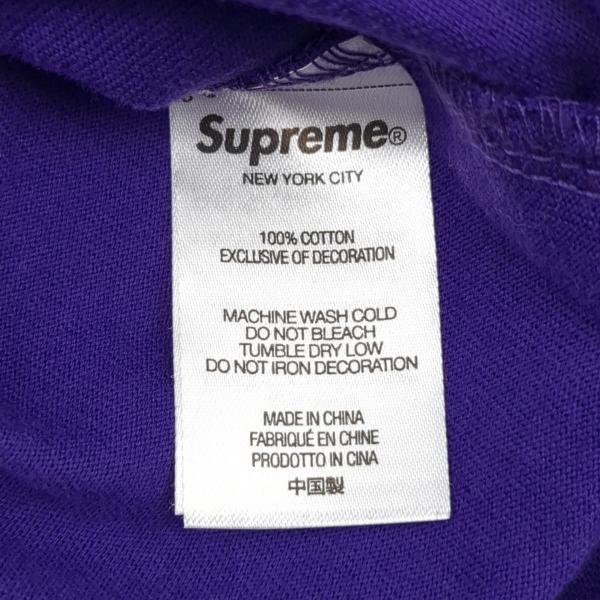 Supreme®
NEW YORK CITY
100% COTTON
EXCLUSIVE OF DECORATION
MACHINE WASH COLD
DO NOT BLEACH
TUMBLE DRY LOW
DO NOT IRON DECORATION
MADE IN CHINA
FABRIQUÉ EN CHINE
PRODOTTO IN CINA
中国製